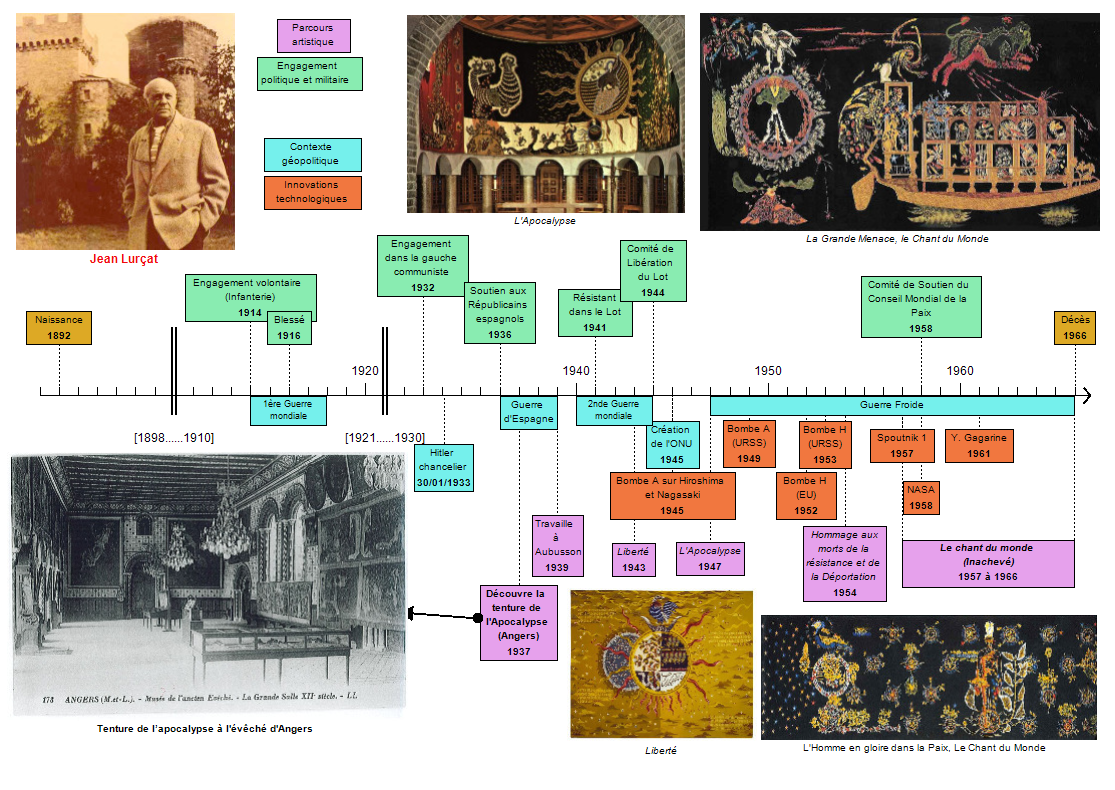 Parcours
artistique
Engagement
politique et militaire
Contexte
géopolitique
Innovations
technologiques
Jean Lurçat
L'Apocalypse
La Grande Menace, le Chant du Monde
Naissance
1892
Engagement volontaire
(Infanterie)
1914
Blessé
1916
Engagement
dans la gauche
communiste
1932
Soutien aux
Républicains
espagnols
1936
Résistant
dans le Lot
1941
Comité de
Libération
du Lot
1944
Comité de Soutien du
Conseil Mondial de la
Paix
1958
Décès
1966
1920
1940
1950
1960
1ére Guerre
mondiale
Guerre
d'Espagne
2nde Guerre
mondiale
Guerre Froide
[1898......1910]
[1921......1930]
Hitler
chancelier
30/01/1933
Création
de l'ONU
1945
Bombe A
(URSS)
1949
Bombe H
(URSS)
1953
Spoutnik 1
1957
Y. Gagarine
1961
Bombe A sur Hiroshima
et Nagasaki
1945
Bombe H
(EU)
1952
NASA
1958
Travaille
à
Aubusson
1939
Liberté
1943
L'Apocalypse
1947
Hommage aux
morts de la
résistance et de
la Déportation
1954
Le chant du monde
(Inachevé)
1957 à 1966
Découvre la
tenture de
l'Apocalypse
(Angers)
1937
173 ANGERS (M.-et-L.). - Musée de l'ancien Evêché. - La Grande Salle XIIe siècle. - LL
Tenture de l'apocalypse à l'évêché d'Angers
Liberté
L'Homme en gloire dans la Paix, Le Chant du Monde